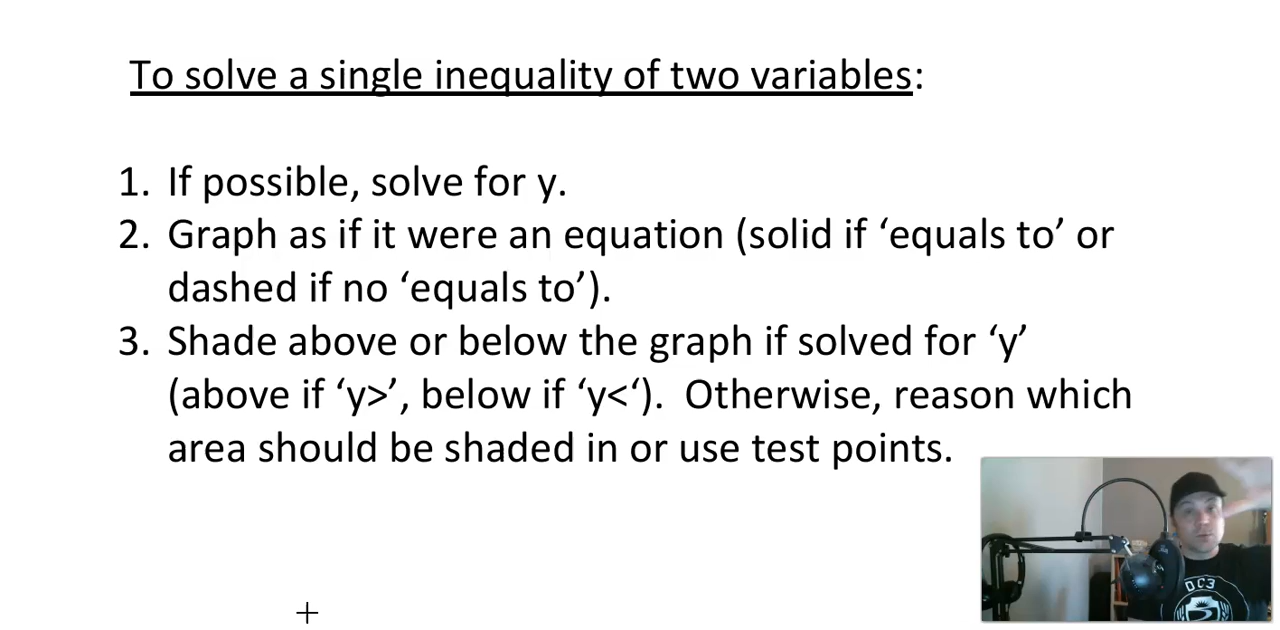 To solve a single inequality of two variables:
1. If possible, solve for y.
2. Graph as if it were an equation (solid if ‘equals to’ or
dashed if no ‘equals to’).
3. Shade above or below the graph if solved for ‘y’
(above if ‘y>’, below if ‘y<‘). Otherwise, reason which
area should be shaded in or use test points.
DC3